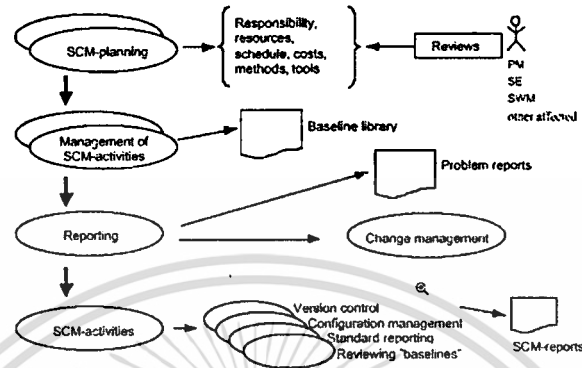 SCM-planning
Responsibility,
resources,
schedule, costs,
methods, tools
Reviews
PM
SE
SWM
other affected
Management of
SCM-activities
Baseline library
Problem reports
Reporting
Change management
SCM-activities
Version control
Configuration management
Standard reporting
Reviewing "baselines"
SCM-reports